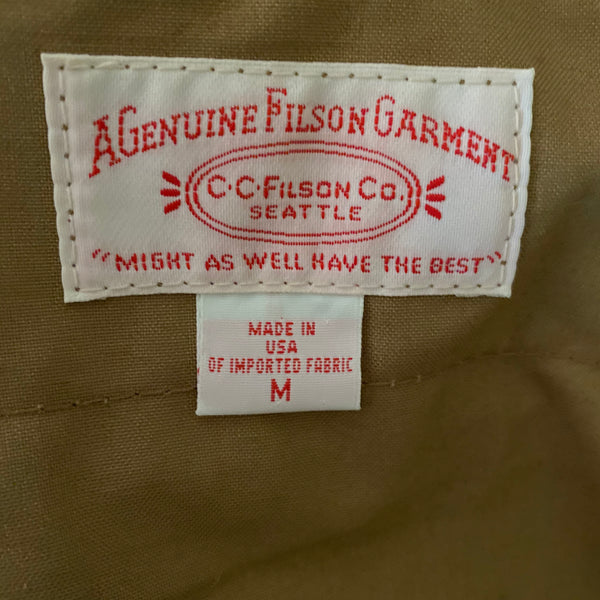 A GENUINE FILSON GARMENT
C·C·FILSON CO.
SEATTLE
"MIGHT AS WELL HAVE THE BEST"
MADE IN
USA
OF IMPORTED FABRIC
M